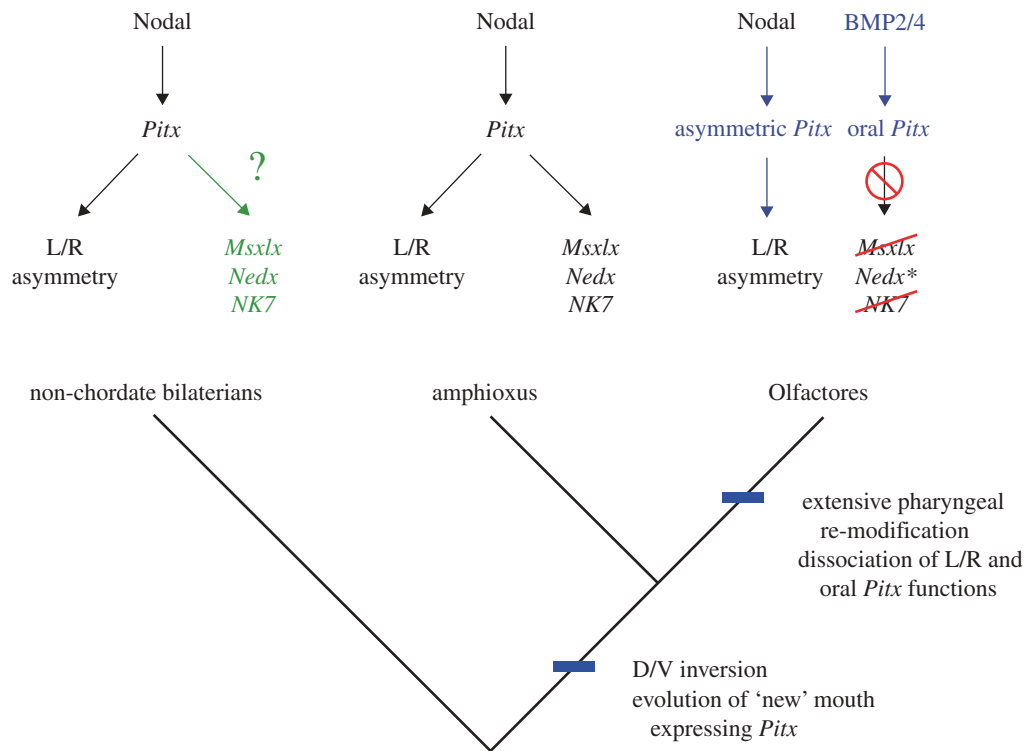 Nodal
Nodal
Nodal
BMP2/4
Pitx
Pitx
asymmetric Pitx
oral Pitx
?
L/R
asymmetry
Msxlx
Nedx
NK7
L/R
asymmetry
Msxlx
Nedx
NK7
L/R
asymmetry
Msxlx
Nedx*
NK7
non-chordate bilaterians
amphioxus
Olfactores
extensive pharyngeal
re-modification
dissociation of L/R and
oral Pitx functions
D/V inversion
evolution of ‘new’ mouth
expressing Pitx